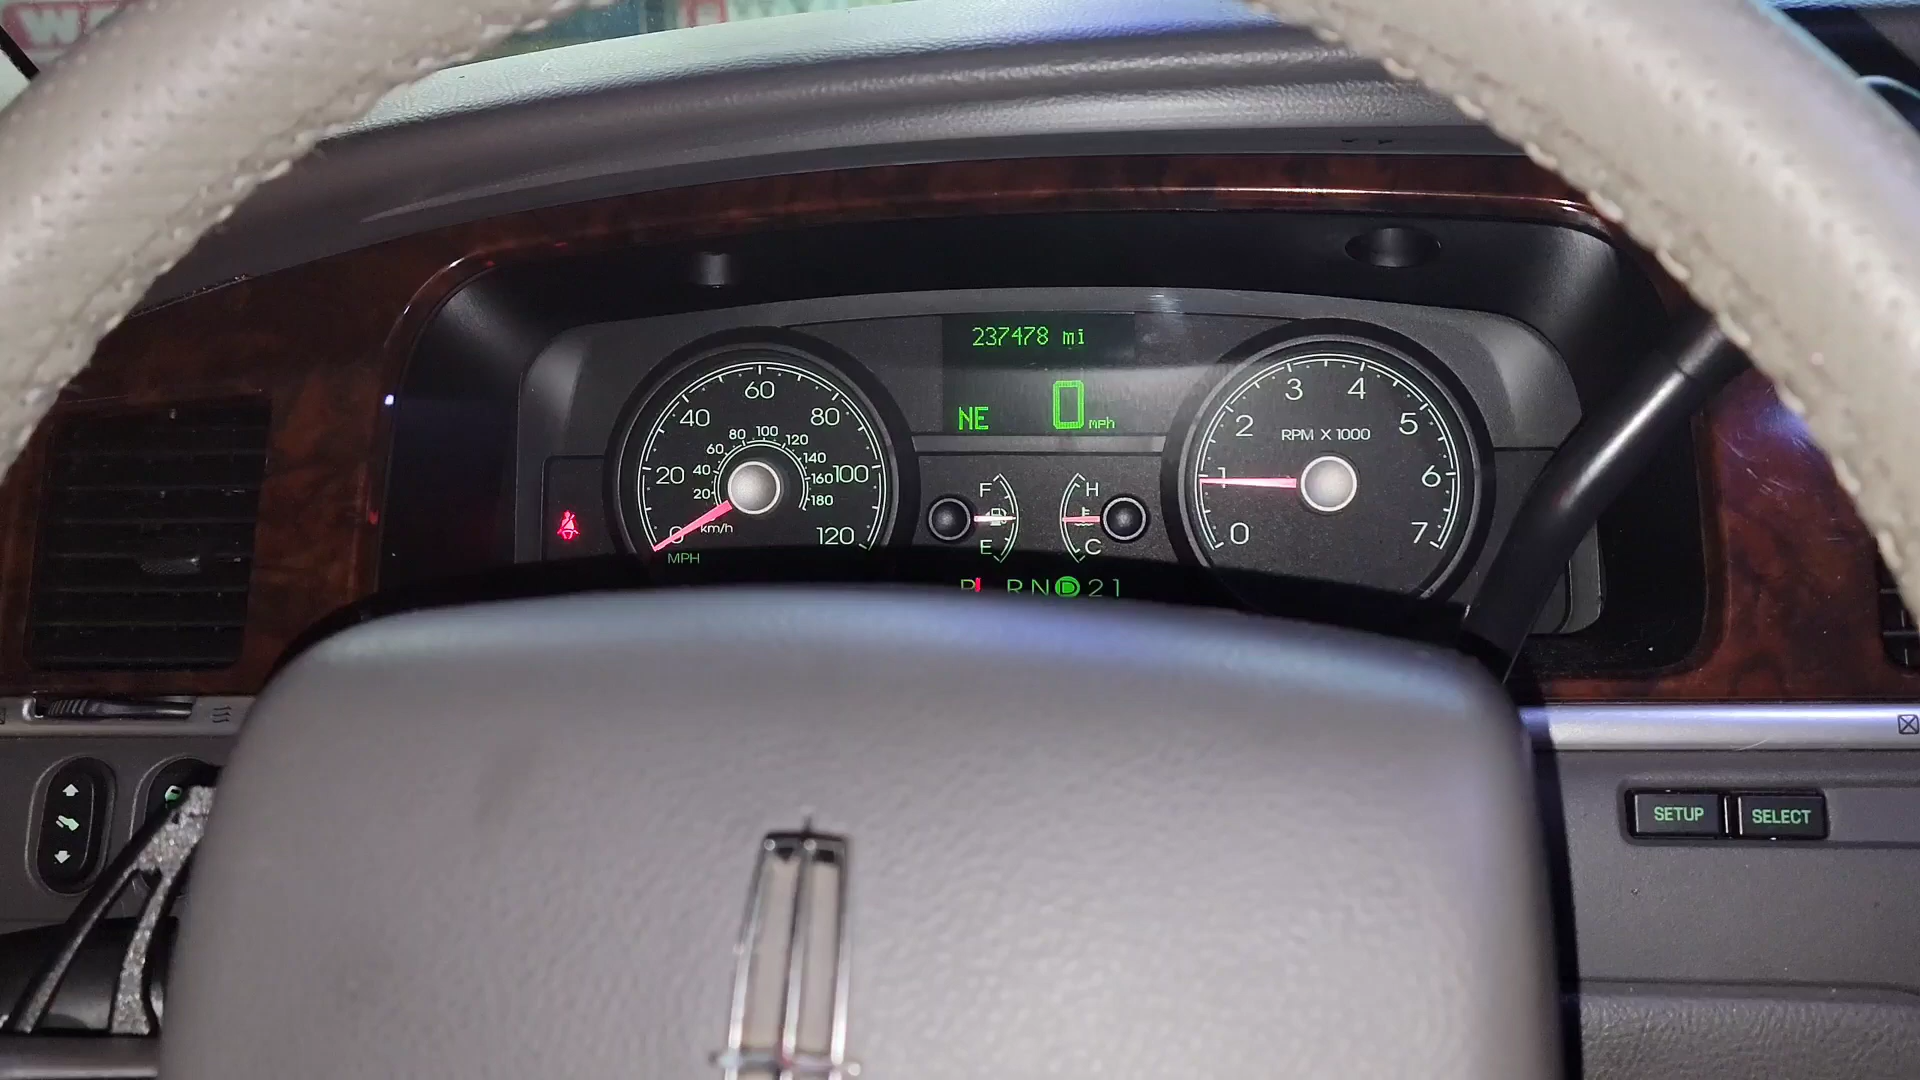 237478 mi
NE 0 mph
0 20 40 60 80 100 120
20 40 60 80 100 120 140 160 180
km/h
MPH
F
E
H
C
0 1 2 3 4 5 6 7
RPM X 1000
P R N D 2 1
SETUP SELECT